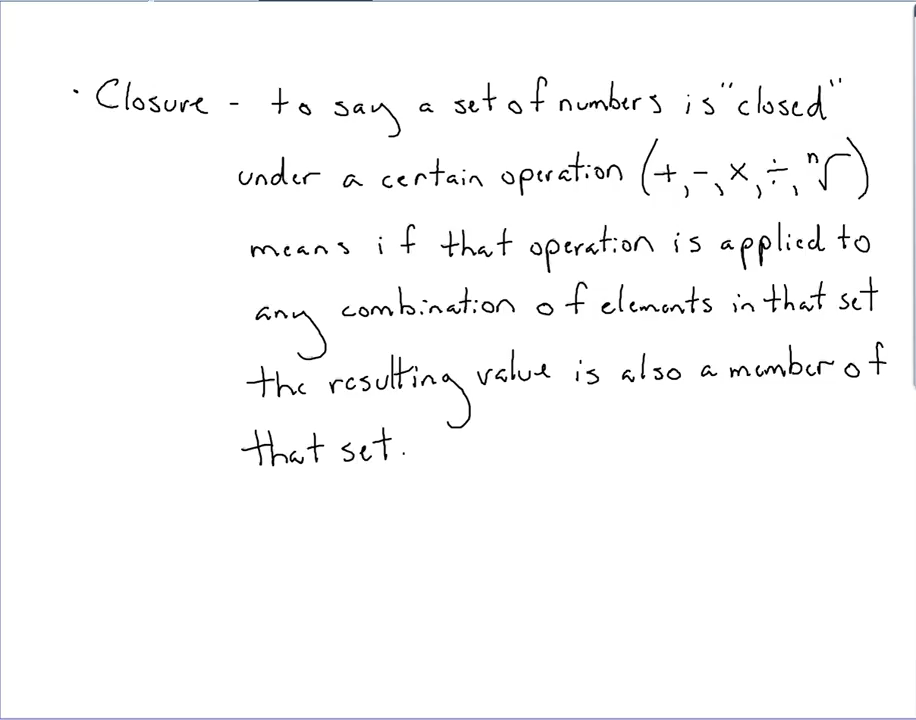 · Closure - to say a set of numbers is "closed"
under a certain operation (+, -, ×, ÷, ⁿ√)
means if that operation is applied to
any combination of elements in that set
the resulting value is also a member of
that set.